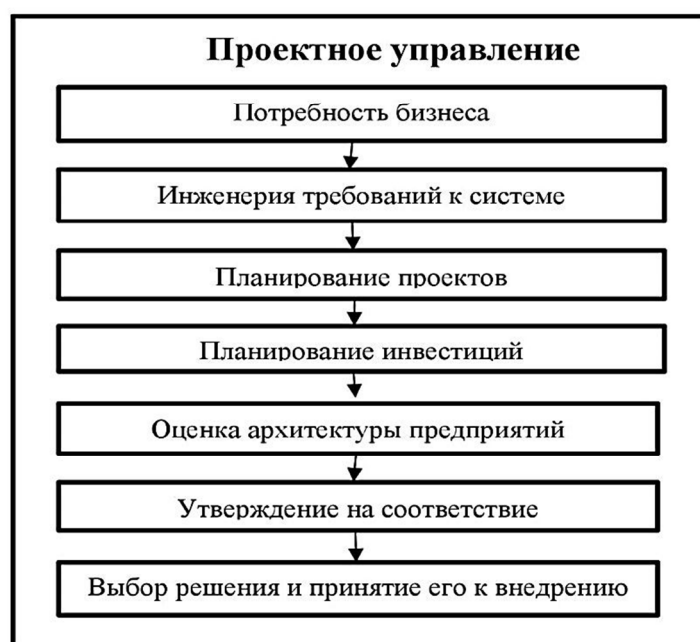 Проектное управление
Потребность бизнеса
Инженерия требований к системе
Планирование проектов
Планирование инвестиций
Оценка архитектуры предприятий
Утверждение на соответствие
Выбор решения и принятие его к внедрению